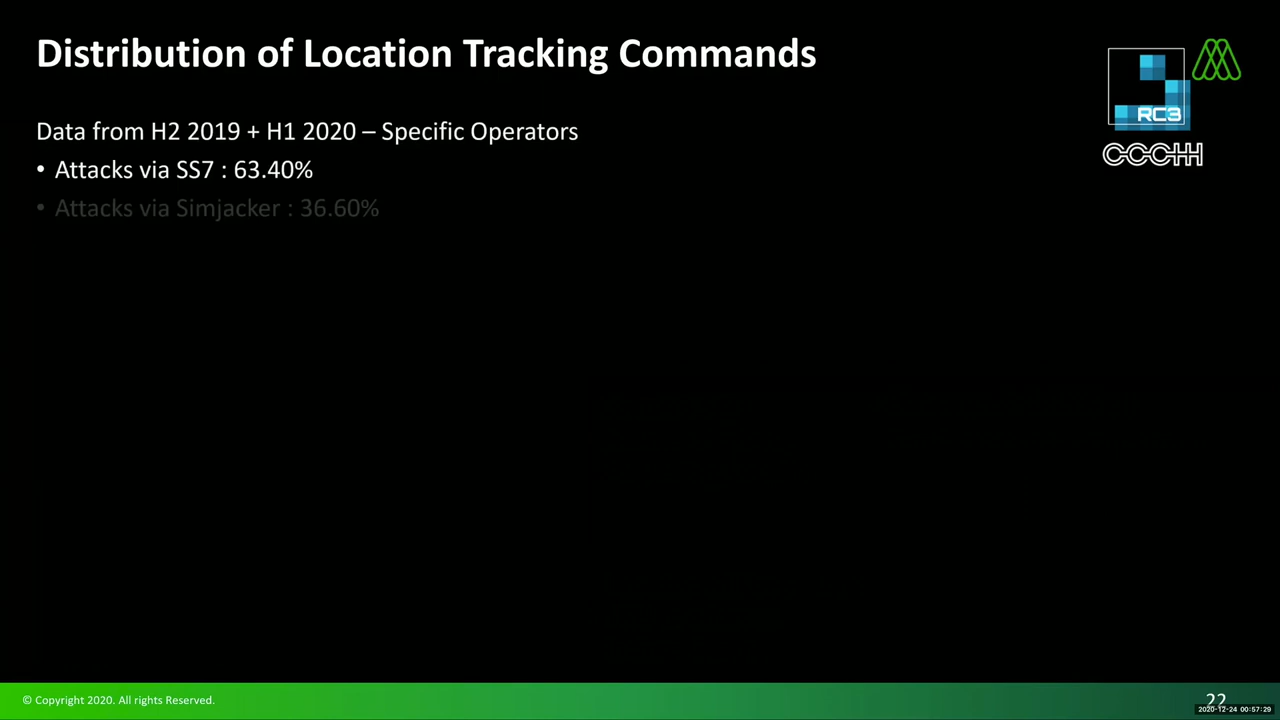 Distribution of Location Tracking Commands
Data from H2 2019 + H1 2020 – Specific Operators
• Attacks via SS7 : 63.40%
• Attacks via Simjacker : 36.60%
RC3
CCCHH
© Copyright 2020. All rights Reserved.
22
2020-12-24 00:57:29